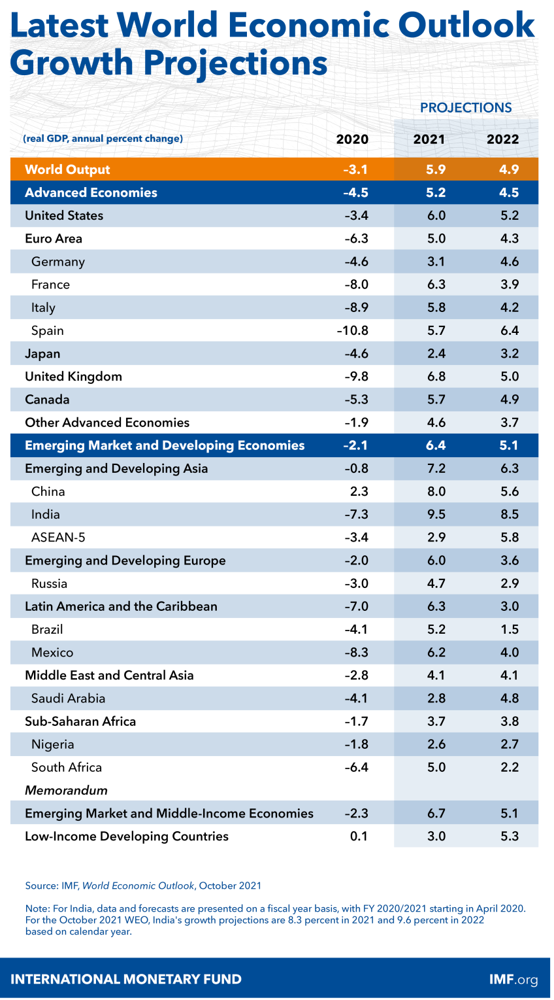 Latest World Economic Outlook
Growth Projections
PROJECTIONS
(real GDP, annual percent change) 2020 2021 2022
World Output –3.1 5.9 4.9
Advanced Economies –4.5 5.2 4.5
United States –3.4 6.0 5.2
Euro Area –6.3 5.0 4.3
Germany –4.6 3.1 4.6
France –8.0 6.3 3.9
Italy –8.9 5.8 4.2
Spain –10.8 5.7 6.4
Japan –4.6 2.4 3.2
United Kingdom –9.8 6.8 5.0
Canada –5.3 5.7 4.9
Other Advanced Economies –1.9 4.6 3.7
Emerging Market and Developing Economies –2.1 6.4 5.1
Emerging and Developing Asia –0.8 7.2 6.3
China 2.3 8.0 5.6
India –7.3 9.5 8.5
ASEAN-5 –3.4 2.9 5.8
Emerging and Developing Europe –2.0 6.0 3.6
Russia –3.0 4.7 2.9
Latin America and the Caribbean –7.0 6.3 3.0
Brazil –4.1 5.2 1.5
Mexico –8.3 6.2 4.0
Middle East and Central Asia –2.8 4.1 4.1
Saudi Arabia –4.1 2.8 4.8
Sub-Saharan Africa –1.7 3.7 3.8
Nigeria –1.8 2.6 2.7
South Africa –6.4 5.0 2.2
Memorandum
Emerging Market and Middle-Income Economies –2.3 6.7 5.1
Low-Income Developing Countries 0.1 3.0 5.3
Source: IMF, World Economic Outlook, October 2021
Note: For India, data and forecasts are presented on a fiscal year basis, with FY 2020/2021 starting in April 2020.
For the October 2021 WEO, India's growth projections are 8.3 percent in 2021 and 9.6 percent in 2022
based on calendar year.
INTERNATIONAL MONETARY FUND IMF.org